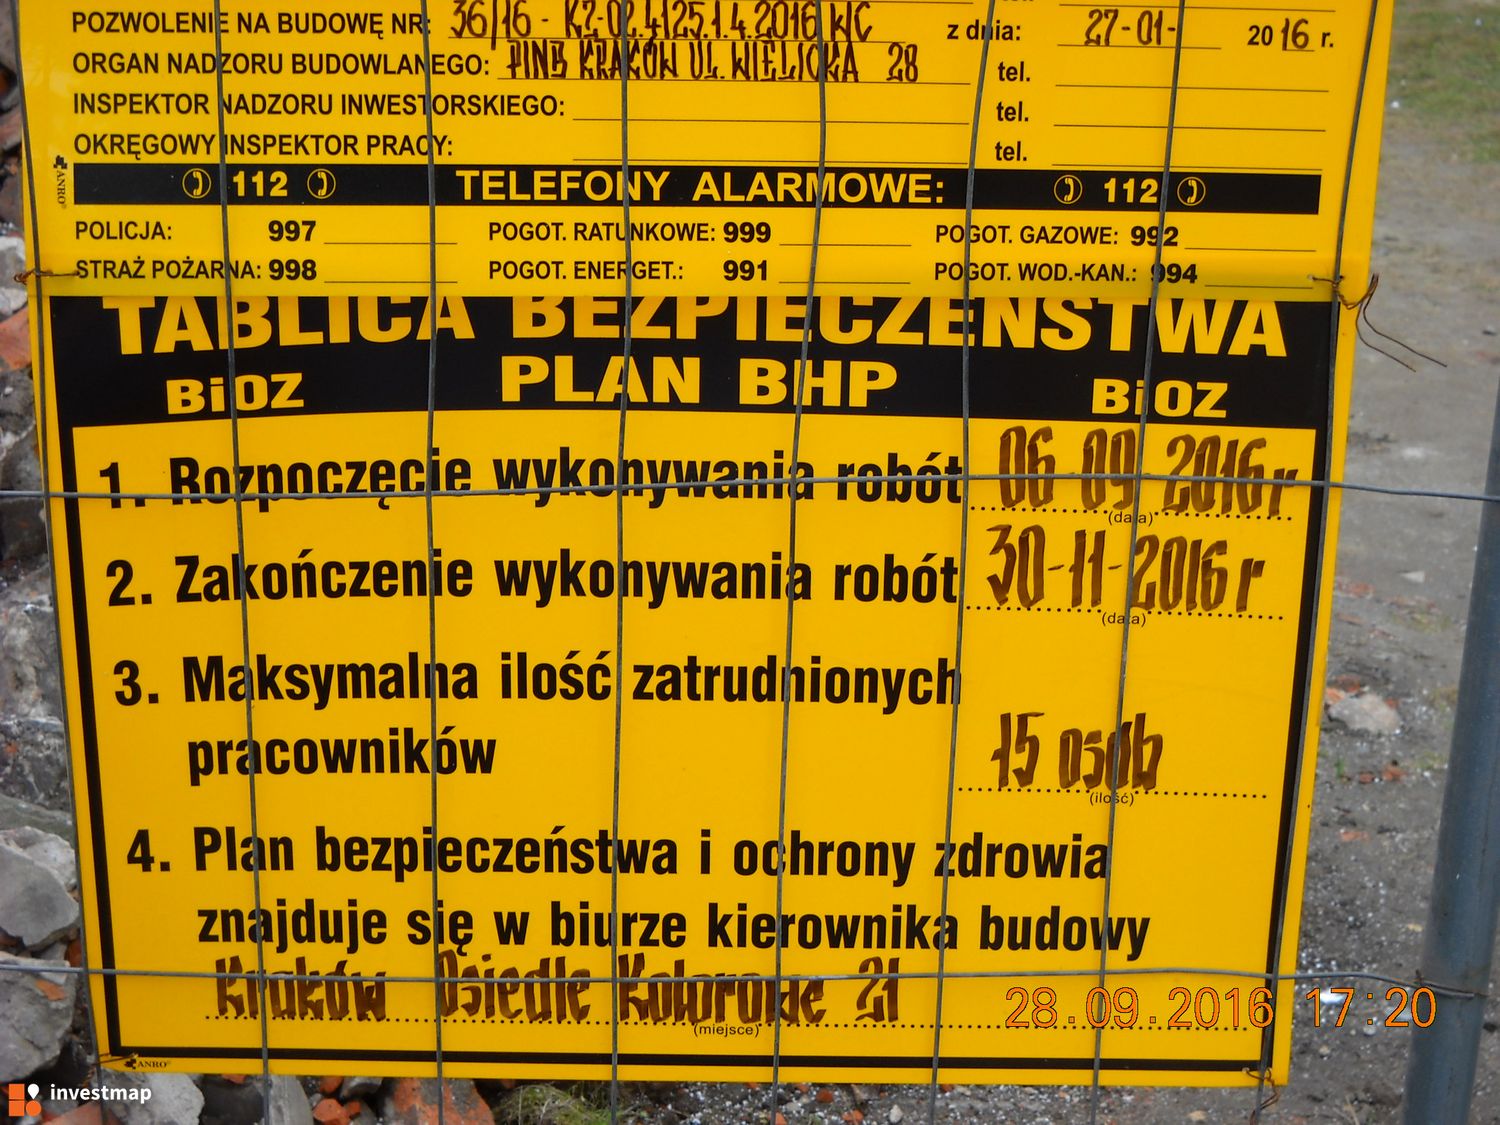 POZWOLENIE NA BUDOWĘ NR: 36/16 - KZ-02.4125.1.4.2016 KIC z dnia: 27-01- 2016 r.
ORGAN NADZORU BUDOWLANEGO: PINB KRAKÓW UL. WIELICKA 28 tel.
INSPEKTOR NADZORU INWESTORSKIEGO: tel.
OKRĘGOWY INSPEKTOR PRACY: tel.
ANRO®
112 TELEFONY ALARMOWE: 112
POLICJA: 997 POGOT. RATUNKOWE: 999 POGOT. GAZOWE: 992
STRAŻ POŻARNA: 998 POGOT. ENERGET.: 991 POGOT. WOD.-KAN.: 994
TABLICA BEZPIECZEŃSTWA
BiOZ PLAN BHP BiOZ
1. Rozpoczęcie wykonywania robót 06-09-2016 r
(data)
2. Zakończenie wykonywania robót 30-11-2016 r
(data)
3. Maksymalna ilość zatrudnionych
pracowników 15 osób
(ilość)
4. Plan bezpieczeństwa i ochrony zdrowia
znajduje się w biurze kierownika budowy
Kraków Osiedle Kolorowe 21
(miejsce)
28.09.2016 17:20
ANRO®
investmap